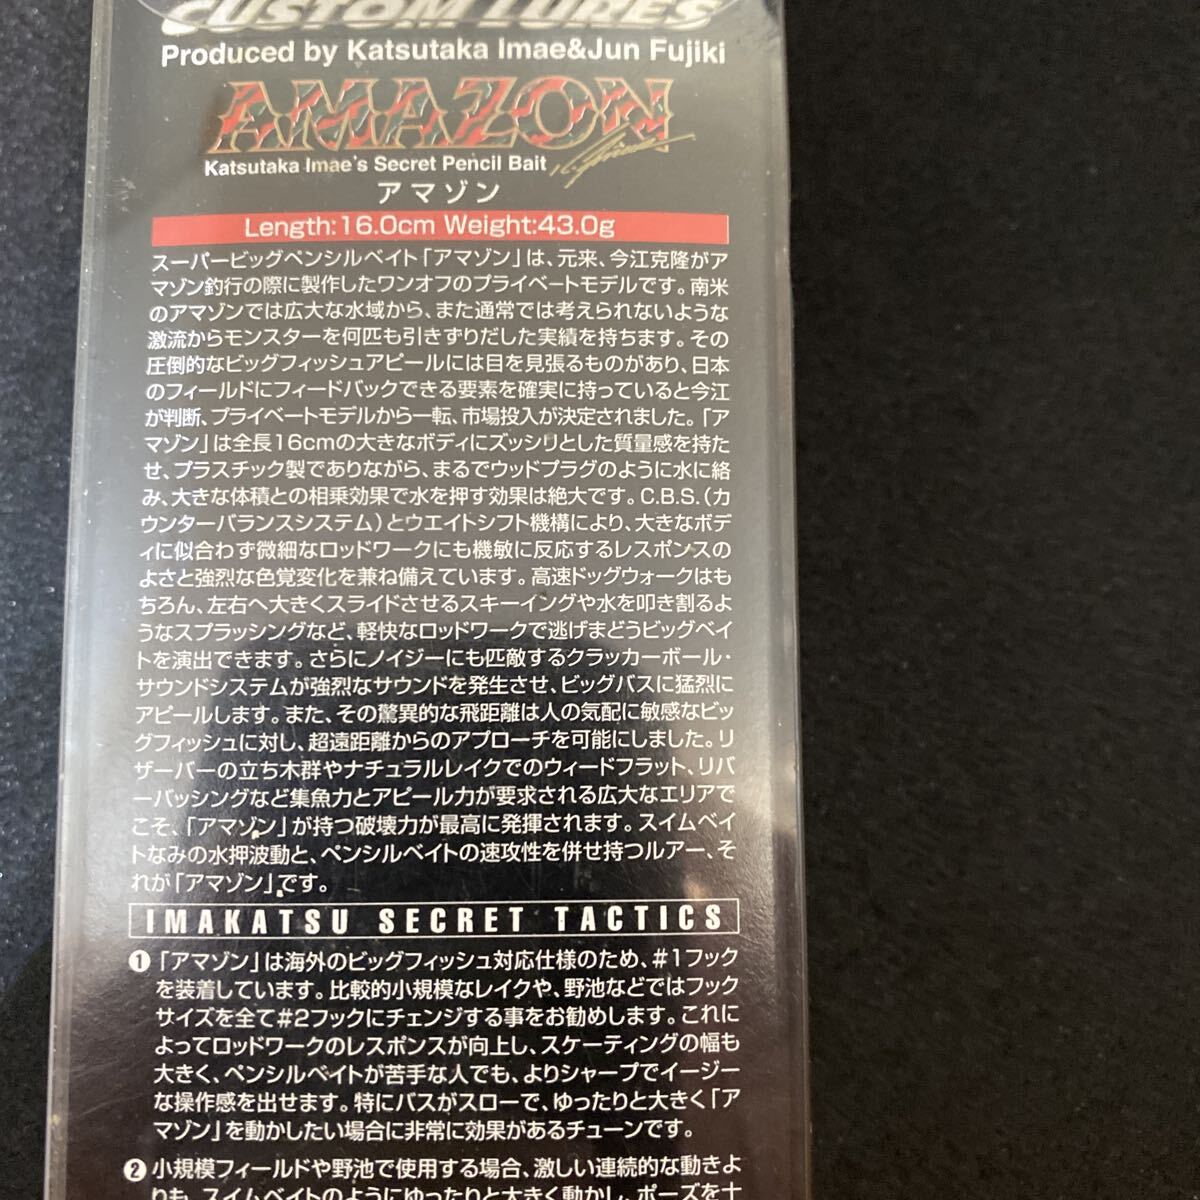 CUSTOM LURES
Produced by Katsutaka Imae&Jun Fujiki
AMAZON
Katsutaka Imae's Secret Pencil Bait
アマゾン
Length:16.0cm Weight:43.0g
スーパービッグペンシルベイト「アマゾン」は、元来、今江克隆がア
マゾン釣行の際に製作したワンオフのプライベートモデルです。南米
のアマゾンでは広大な水域から、また通常では考えられないような
激流からモンスターを何匹も引きずりだした実績を持ちます。その
圧倒的なビッグフィッシュアピールには目を見張るものがあり、日本
のフィールドにフィードバックできる要素を確実に持っていると今江
が判断、プライベートモデルから一転、市場投入が決定されました。「ア
マゾン」は全長16cmの大きなボディにズッシリとした質量感を持た
せ、プラスチック製でありながら、まるでウッドプラグのように水に絡
み、大きな体積との相乗効果で水を押す効果は絶大です。C.B.S.（カ
ウンターバランスシステム）とウエイトシフト機構により、大きなボデ
ィに似合わず微細なロッドワークにも機敏に反応するレスポンスの
よさと強烈な色覚変化を兼ね備えています。高速ドッグウォークはも
ちろん、左右へ大きくスライドさせるスキーイングや水を叩き割るよ
うなスプラッシングなど、軽快なロッドワークで逃げまどうビッグベイ
トを演出できます。さらにノイジーにも匹敵するクラッカーボール・
サウンドシステムが強烈なサウンドを発生させ、ビッグバスに猛烈に
アピールします。また、その驚異的な飛距離は人の気配に敏感なビッ
グフィッシュに対し、超遠距離からのアプローチを可能にしました。リ
ザーバーの立ち木群やナチュラルレイクでのウィードフラット、リバ
ーバッシングなど集魚力とアピール力が要求される広大なエリアで
こそ、「アマゾン」が持つ破壊力が最高に発揮されます。スイムベイ
トなみの水押波動と、ペンシルベイトの速攻性を併せ持つルアー、そ
れが「アマゾン」です。
IMAKATSU SECRET TACTICS
❶「アマゾン」は海外のビッグフィッシュ対応仕様のため、#1フック
を装着しています。比較的小規模なレイクや、野池などではフック
サイズを全て#2フックにチェンジする事をお勧めします。これに
よってロッドワークのレスポンスが向上し、スケーティングの幅も
大きく、ペンシルベイトが苦手な人でも、よりシャープでイージー
な操作感を出せます。特にバスがスローで、ゆったりと大きく「ア
マゾン」を動かしたい場合に非常に効果があるチューンです。
❷小規模フィールドや野池で使用する場合、激しい連続的な動きよ
りも、スイムベイトのようにゆったりと大きく動かし、ポーズを十